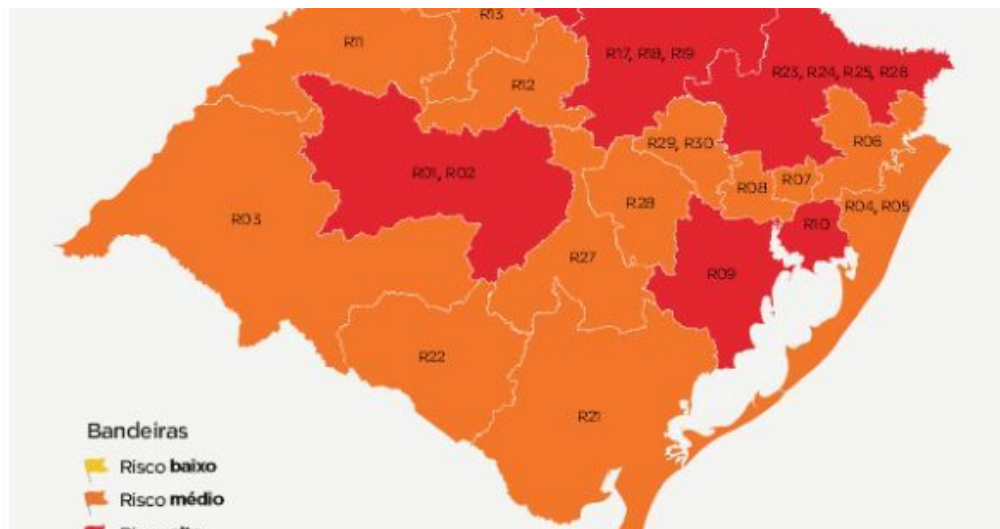 R13
R11
R17, R18, R19
R23, R24, R25, R26
R12
R06
R29, R30
R01, R02
R08
R07
R28
R04, R05
R03
R10
R27
R09
R22
R21
Bandeiras
Risco baixo
Risco médio